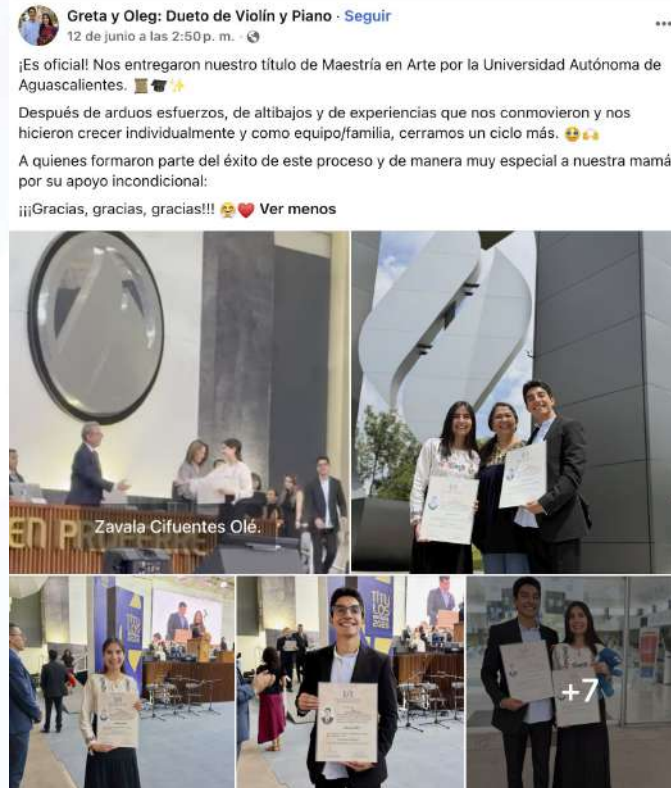 Greta y Oleg: Dueto de Violín y Piano · Seguir
12 de junio a las 2:50 p. m. ·
¡Es oficial! Nos entregaron nuestro título de Maestría en Arte por la Universidad Autónoma de
Aguascalientes. 📜🎓✨
Después de arduos esfuerzos, de altibajos y de experiencias que nos conmovieron y nos
hicieron crecer individualmente y como equipo/familia, cerramos un ciclo más. 🥹🙌
A quienes formaron parte del éxito de este proceso y de manera muy especial a nuestra mamá
por su apoyo incondicional:
¡¡¡Gracias, gracias, gracias!!! 🤗❤️ Ver menos
Zavala Cifuentes Olé.
EN PR
TÍTU
LOS
+7